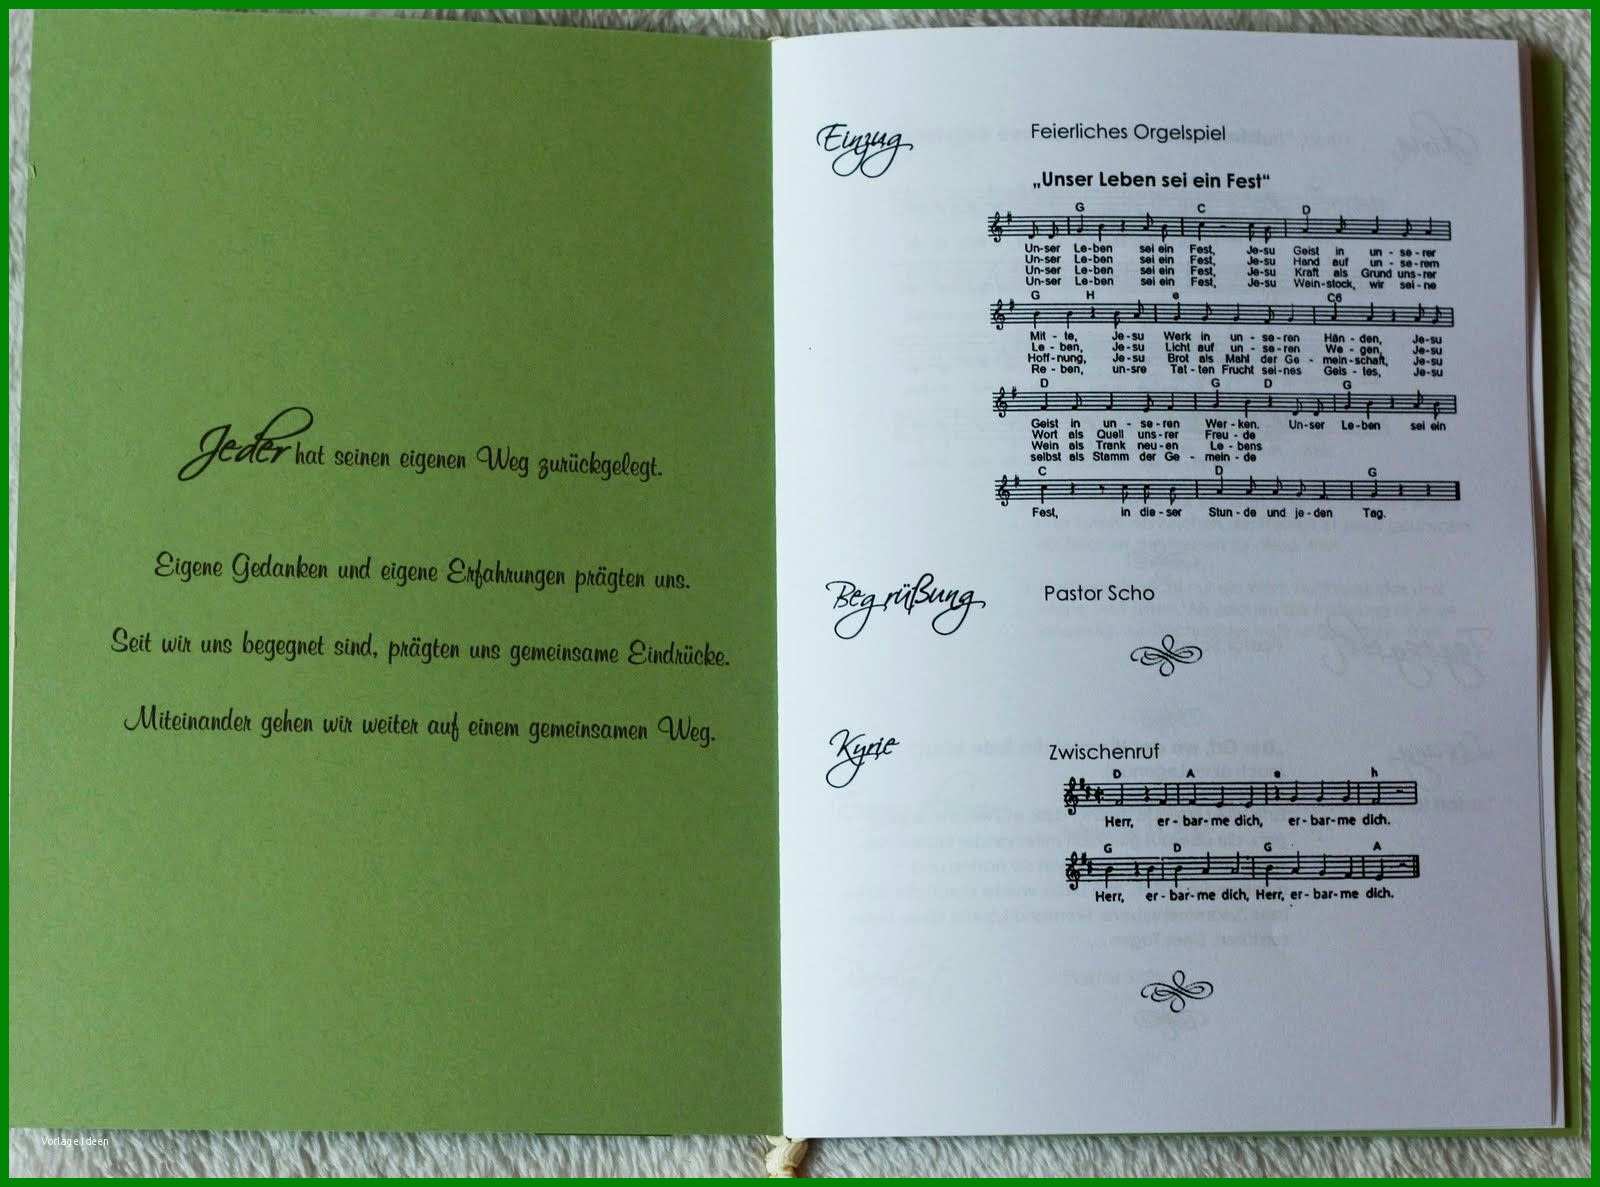 Jeder hat seinen eigenen Weg zurückgelegt.
Eigene Gedanken und eigene Erfahrungen prägten uns.
Seit wir uns begegnet sind, prägten uns gemeinsame Eindrücke.
Miteinander gehen wir weiter auf einem gemeinsamen Weg.
VorlageIdeen
Einzug Feierliches Orgelspiel
„Unser Leben sei ein Fest“
G C D
Un-ser Le-ben sei ein Fest, Je-su Geist in un - se - rer
Un-ser Le-ben sei ein Fest, Je-su Hand auf un - se - rem
Un-ser Le-ben sei ein Fest, Je-su Kraft als Grund uns-rer
Un-ser Le-ben sei ein Fest, Je-su Wein-stock, wir sei-ne
G H e C6
Mit - te, Je-su Werk in un - se-ren Hän - den, Je-su
Le - ben, Je-su Licht auf un - se-ren We - gen, Je-su
Hoff-nung, Je-su Brot als Mahl der Ge - mein-schaft, Je-su
Re - ben, un-sre Tat-ten Frucht sei-nes Geis - tes, Je-su
D G D G
Geist in un - se - ren Wer - ken. Un-ser Le-ben sei ein
Wort als Quell uns-rer Freu - de
Wein als Trank neu-en Le - bens
selbst als Stamm der Ge - mein - de
C D G
Fest, in die-ser Stun-de und je-den Tag.
Begrüßung Pastor Scho
Kyrie Zwischenruf
D A e h
Herr, er-bar-me dich, er-bar-me dich.
G D G A
Herr, er-bar-me dich, Herr, er-bar-me dich.